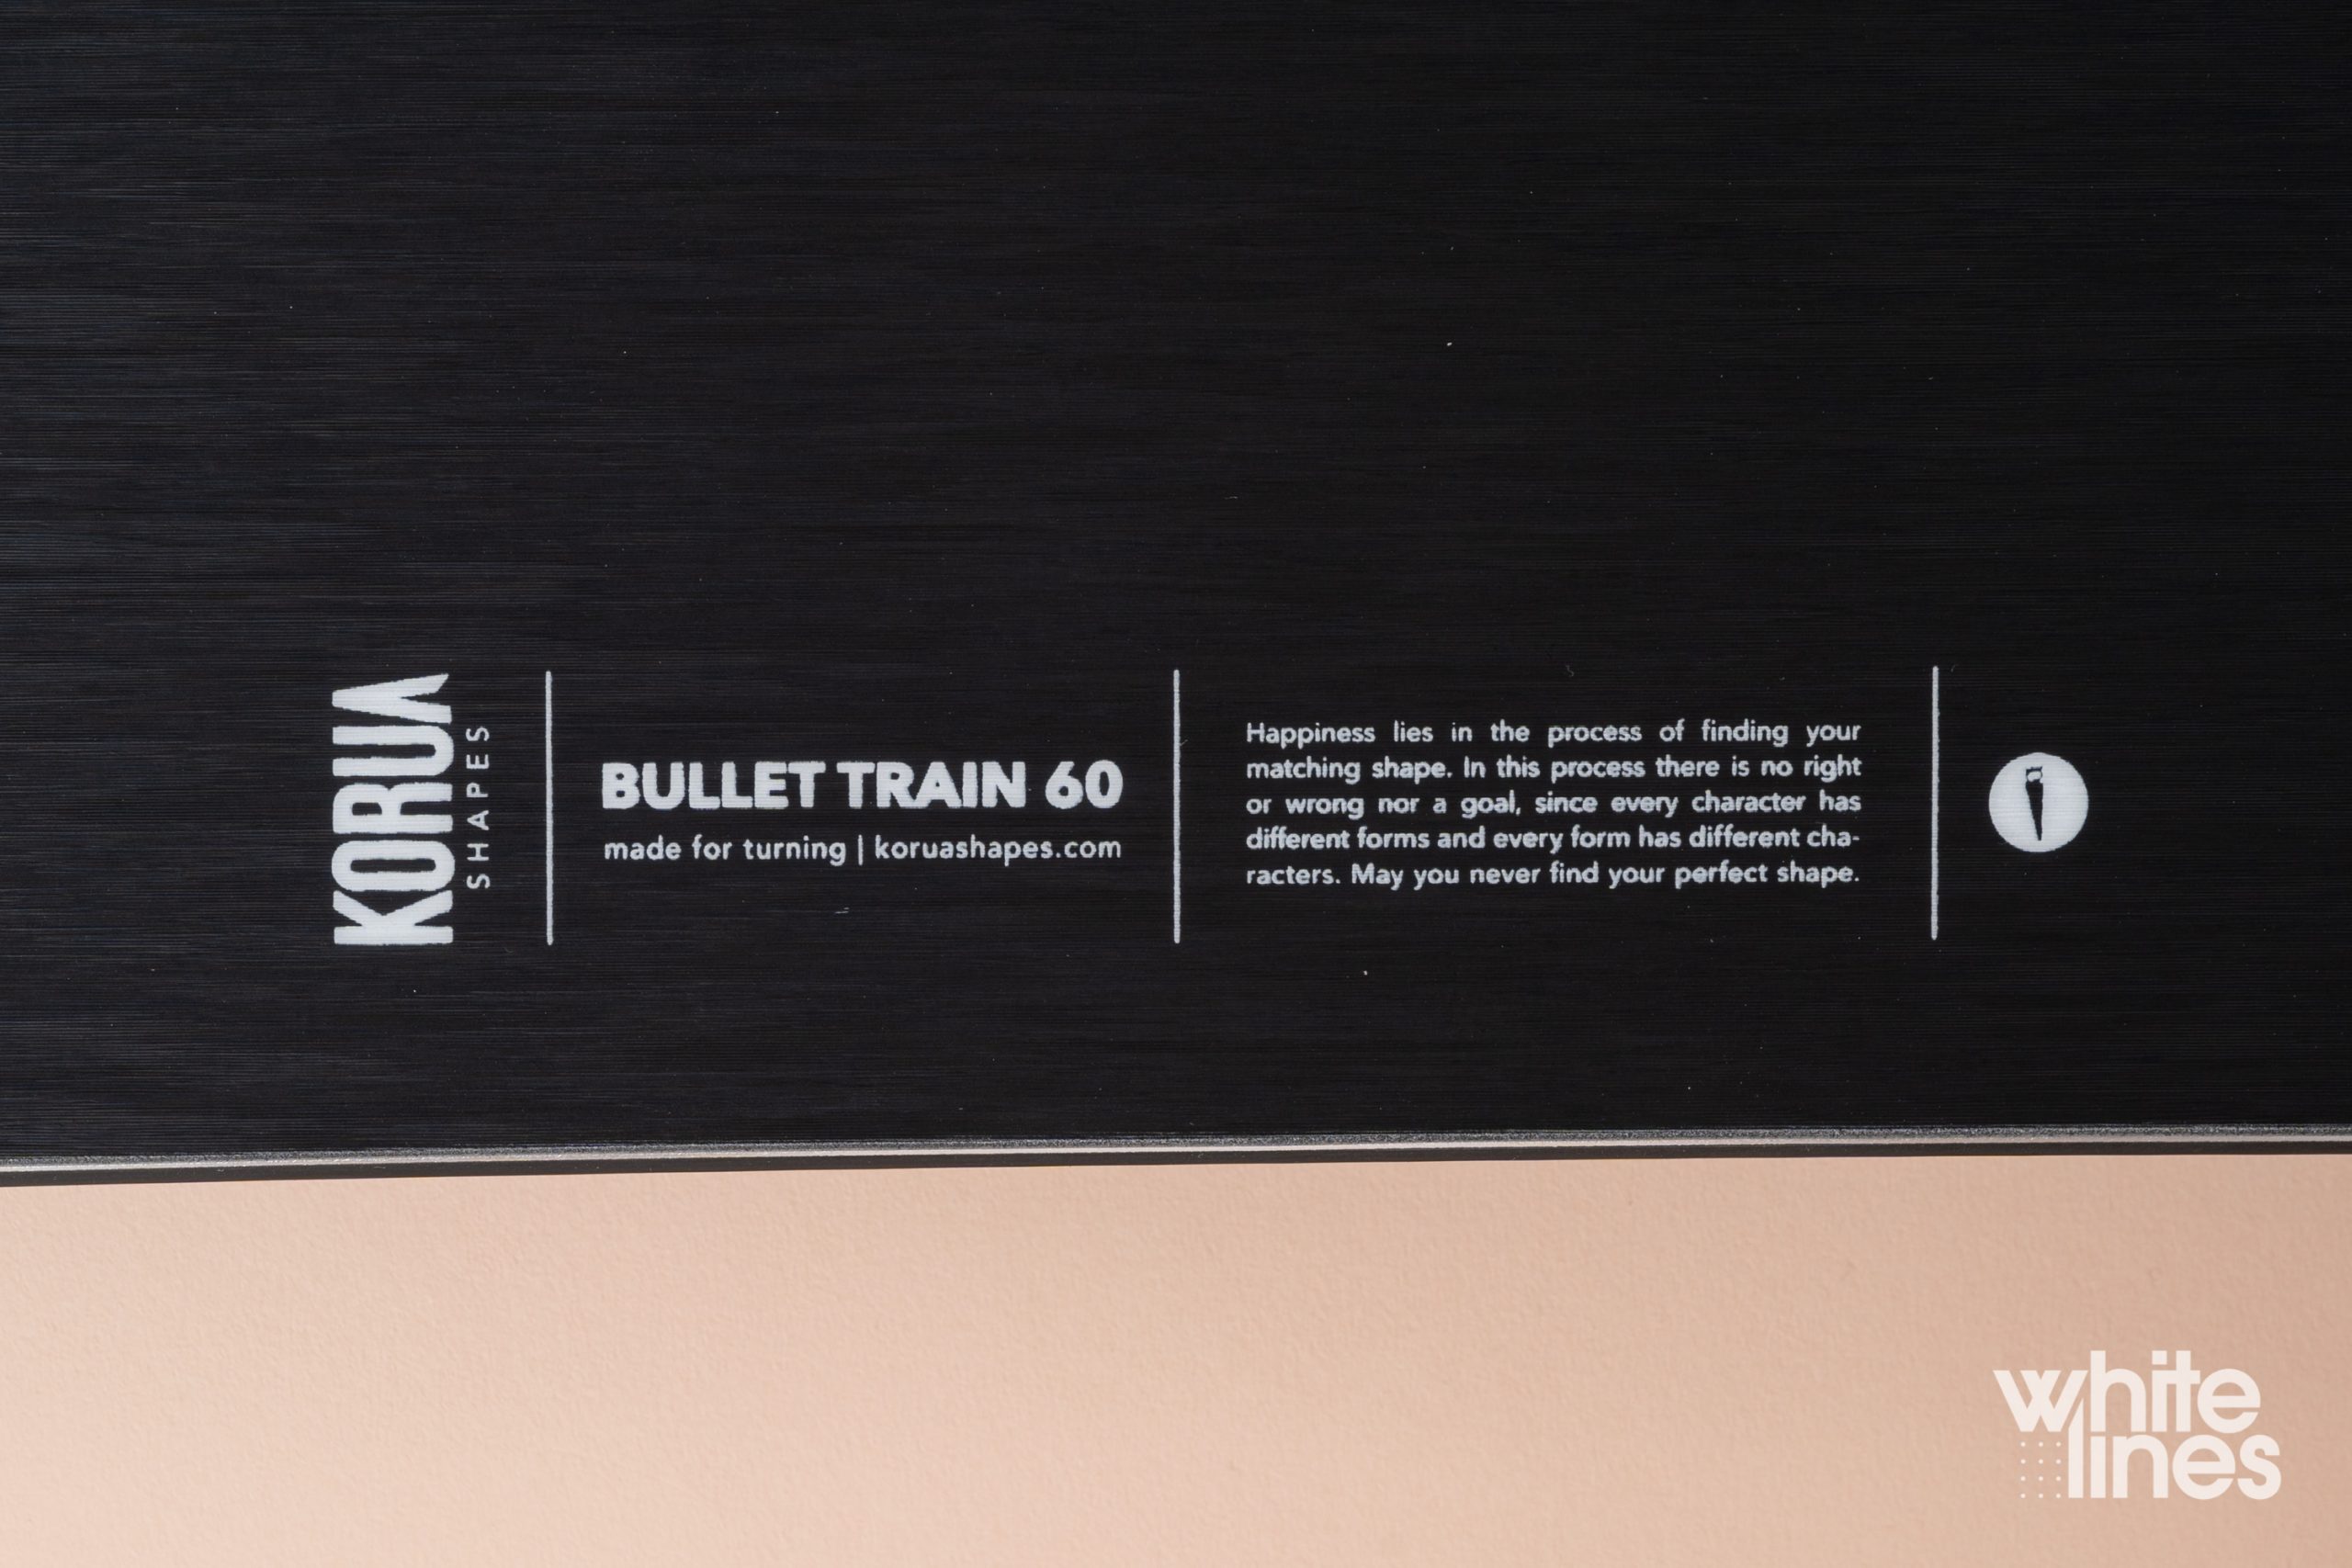 KORUA
SHAPES
BULLET TRAIN 60
made for turning | koruashapes.com
Happiness lies in the process of finding your
matching shape. In this process there is no right
or wrong nor a goal, since every character has
different forms and every form has different cha-
racters. May you never find your perfect shape.
white
lines